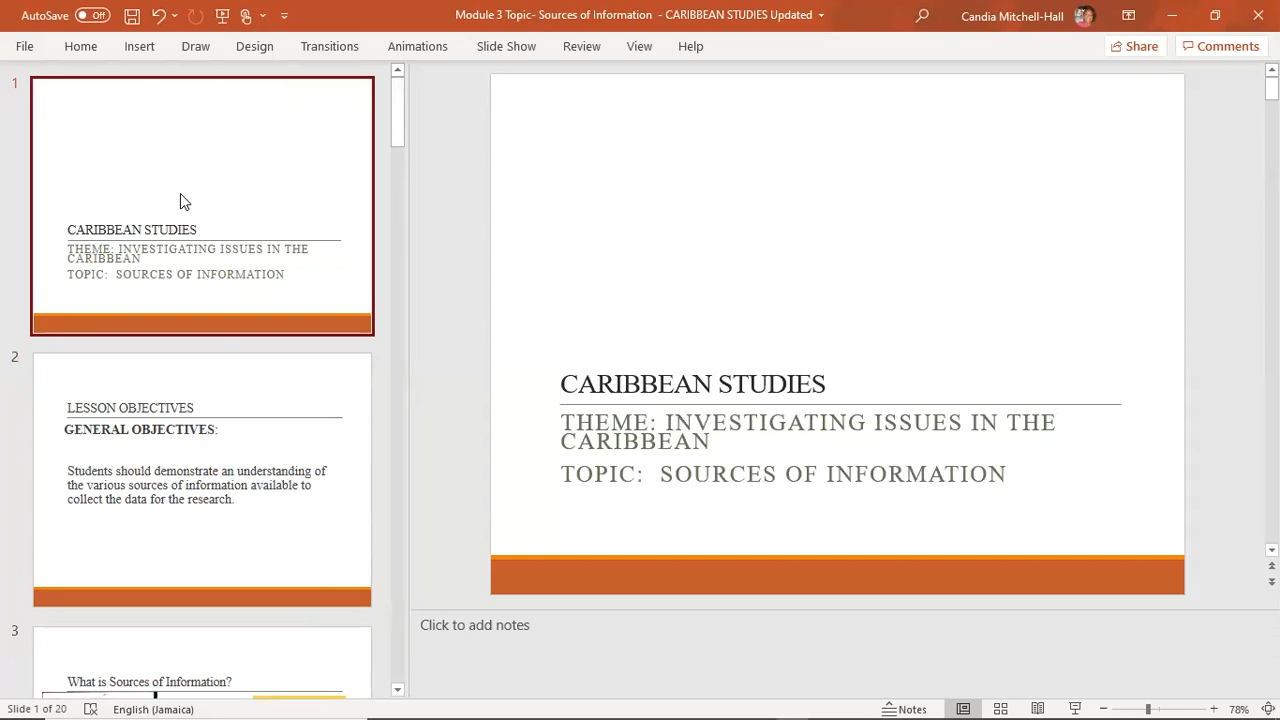 AutoSave Off
Module 3 Topic- Sources of Information - CARIBBEAN STUDIES Updated
Candia Mitchell-Hall
File Home Insert Draw Design Transitions Animations Slide Show Review View Help
Share Comments
1
CARIBBEAN STUDIES
THEME: INVESTIGATING ISSUES IN THE
CARIBBEAN
TOPIC: SOURCES OF INFORMATION
2
LESSON OBJECTIVES
GENERAL OBJECTIVES:
Students should demonstrate an understanding of
the various sources of information available to
collect the data for the research.
3
What is Sources of Information?
CARIBBEAN STUDIES
THEME: INVESTIGATING ISSUES IN THE
CARIBBEAN
TOPIC: SOURCES OF INFORMATION
Click to add notes
Slide 1 of 20
English (Jamaica)
Notes
78%